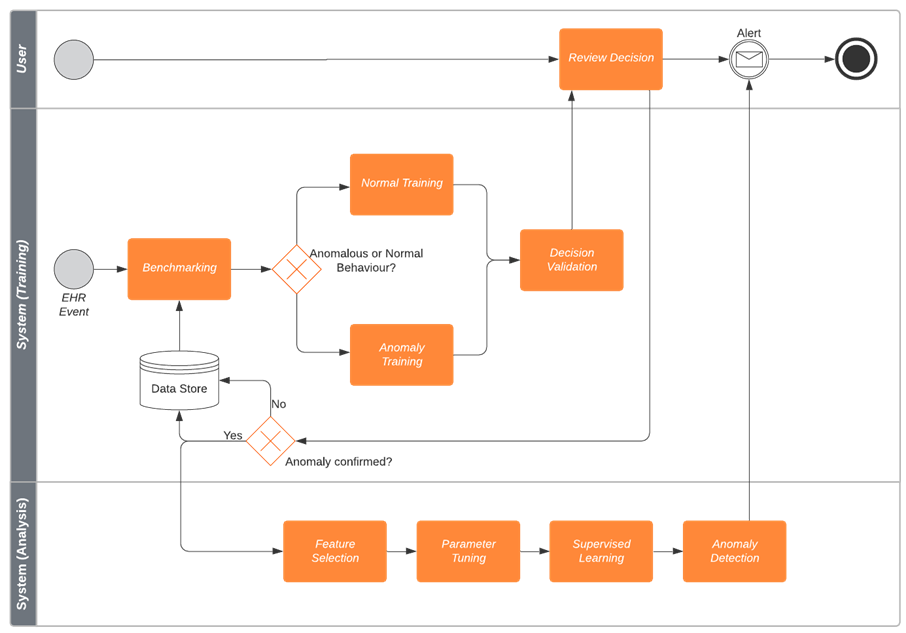 User
Review Decision
Alert
System (Training)
EHR
Event
Benchmarking
Anomalous or Normal
Behaviour?
Normal Training
Anomaly
Training
Decision
Validation
Data Store
No
Yes
Anomaly confirmed?
System (Analysis)
Feature
Selection
Parameter
Tuning
Supervised
Learning
Anomaly
Detection